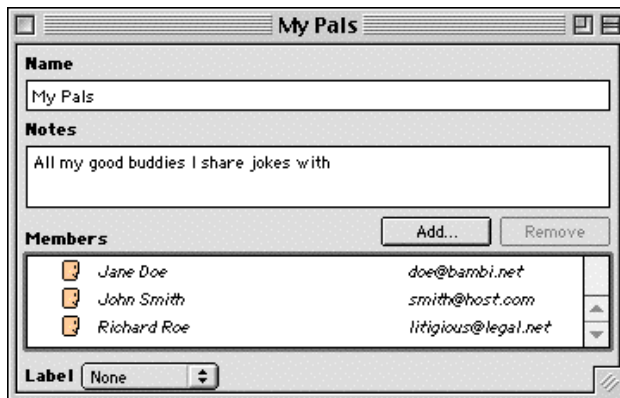 My Pals
Name
My Pals
Notes
All my good buddies I share jokes with
Members
Add...
Remove
Jane Doe doe@bambi.net
John Smith smith@host.com
Richard Roe litigious@legal.net
Label None